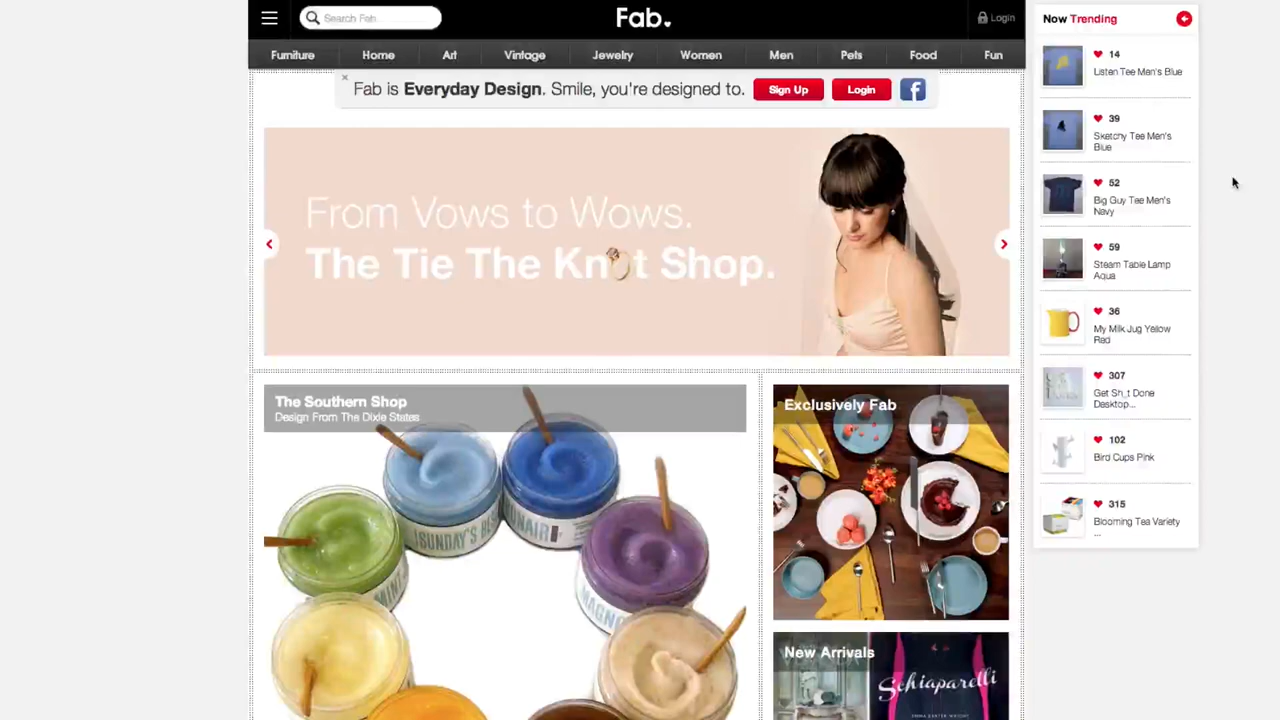 Search Fab.
Fab.
Login
Furniture
Home
Art
Vintage
Jewelry
Women
Men
Pets
Food
Fun
Fab is Everyday Design. Smile, you're designed to.
Sign Up
Login
f
From Vows to Wows.
The Tie The Knot Shop.
The Southern Shop
Design From The Dixie States
SUNDAY'S
Exclusively Fab
New Arrivals
Schiaparelli
Now Trending
14
Listen Tee Men's Blue
39
Sketchy Tee Men's
Blue
52
Big Guy Tee Men's
Navy
59
Steam Table Lamp
Aqua
36
My Milk Jug Yellow
Red
307
Get Sh_t Done
Desktop...
102
Bird Cups Pink
315
Blooming Tea Variety
...